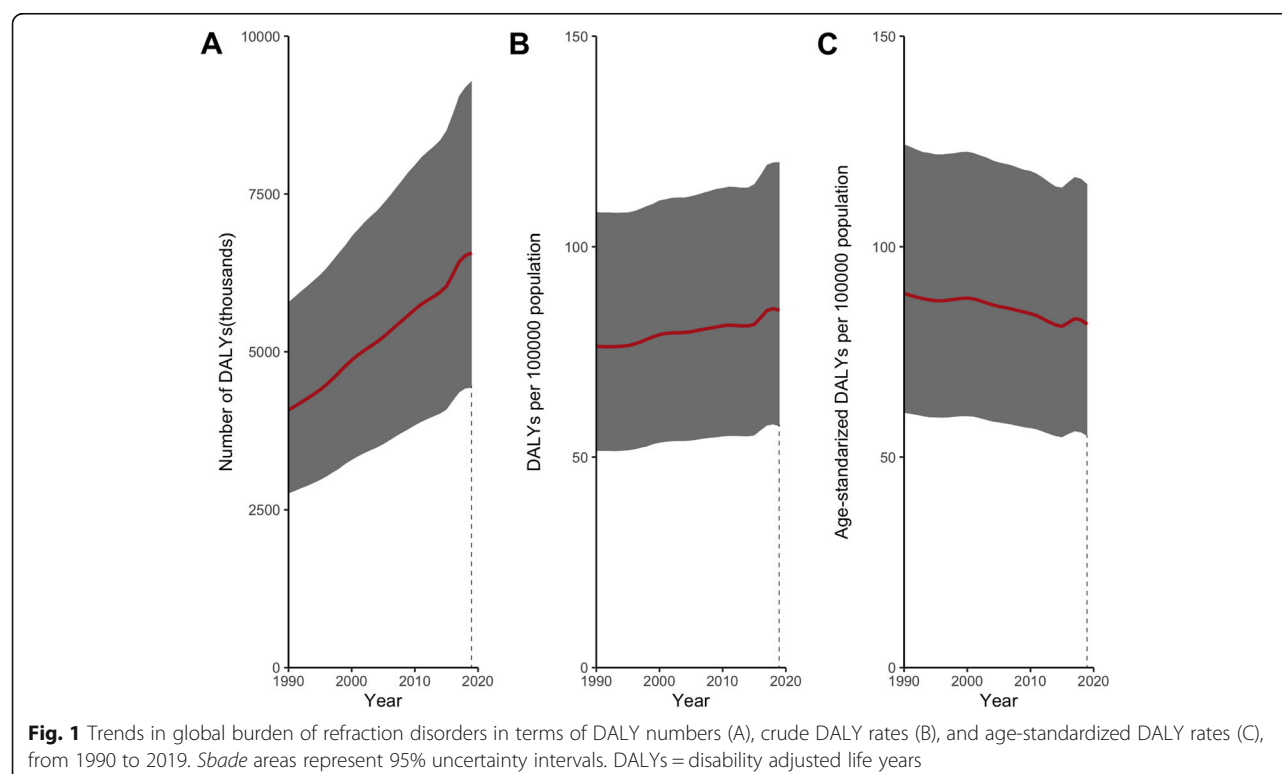 A
B
C
10000
7500
5000
2500
0
Number of DALYs(thousands)
1990
2000
2010
2020
Year
150
100
50
0
DALYs per 100000 population
1990
2000
2010
2020
Year
150
100
50
0
Age-standarized DALYs per 100000 population
1990
2000
2010
2020
Year
Fig. 1 Trends in global burden of refraction disorders in terms of DALY numbers (A), crude DALY rates (B), and age-standardized DALY rates (C),
from 1990 to 2019. Sbade areas represent 95% uncertainty intervals. DALYs = disability adjusted life years